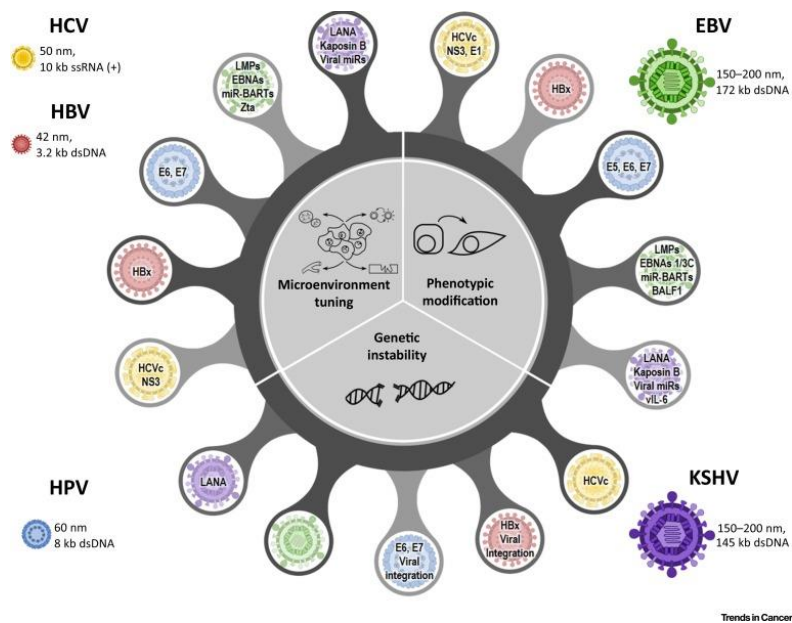 HCV
50 nm,
10 kb ssRNA (+)
HBV
42 nm,
3.2 kb dsDNA
EBV
150–200 nm,
172 kb dsDNA
HPV
60 nm
8 kb dsDNA
KSHV
150–200 nm,
145 kb dsDNA
LANA
Kaposin B
Viral miRs
HCVc
NS3, E1
HBx
E5, E6, E7
LMPs
EBNAs 1/3C
miR-BARTs
BALF1
LANA
Kaposin B
Viral miRs
vIL-6
HCVc
HBx
Viral
Integration
E6, E7
Viral
integration
LANA
HCVc
NS3
HBx
E6, E7
LMPs
EBNAs
miR-BARTs
Zta
Microenvironment
tuning
Phenotypic
modification
Genetic
instability
Trends in Cancer